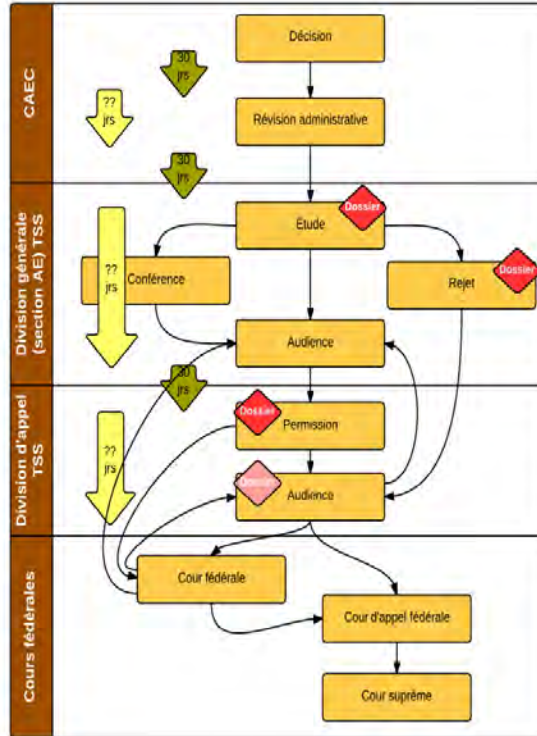 CAEC
Décision
30
jrs
??
jrs
Révision administrative
30
jrs
Division générale
(section AE) TSS
Dossier
Etude
??
jrs
Conférence
Dossier
Rejet
Audience
30
jrs
Division d'appel
TSS
Dossier
Permission
??
jrs
Dossier
Audience
Cours fédérales
Cour fédérale
Cour d'appel fédérale
Cour suprême